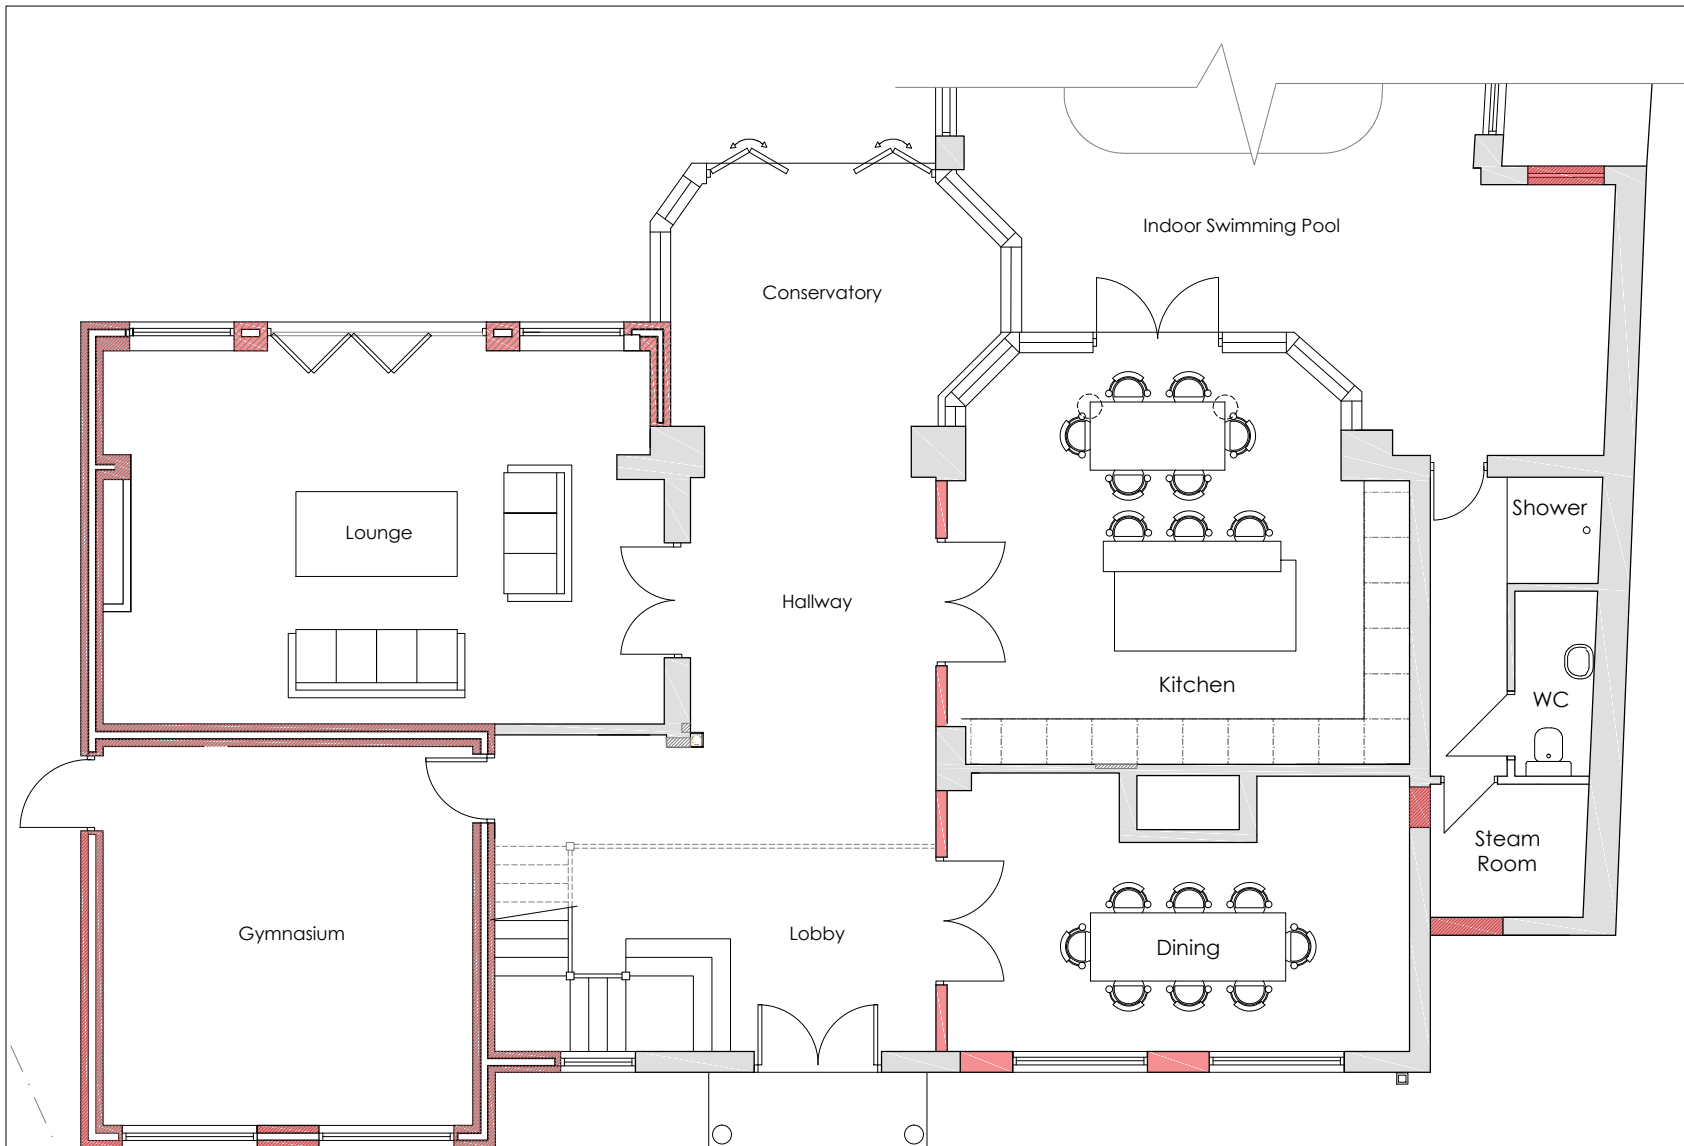 Indoor Swimming Pool
Conservatory
Shower
Lounge
Hallway
Kitchen
WC
Steam
Room
Gymnasium
Lobby
Dining